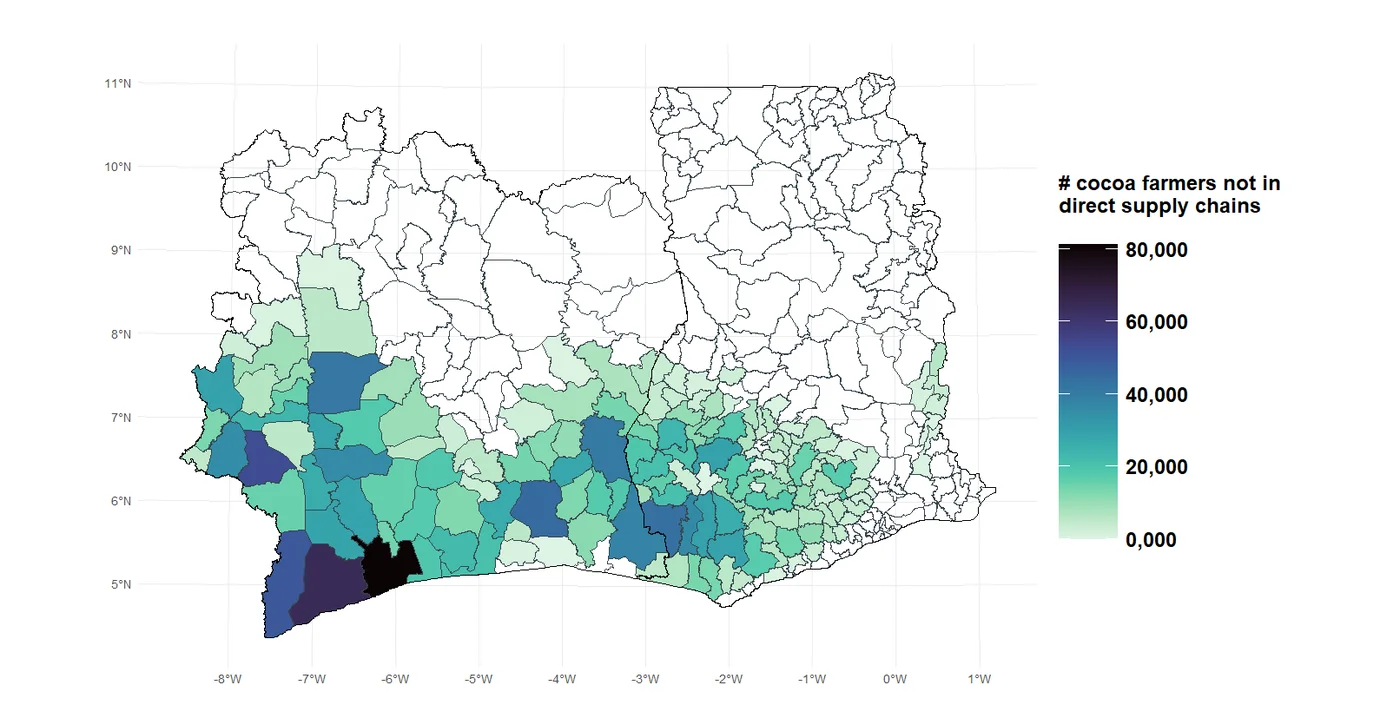 # cocoa farmers not in
direct supply chains
80,000
60,000
40,000
20,000
0,000
11°N
10°N
9°N
8°N
7°N
6°N
5°N
-8°W
-7°W
-6°W
-5°W
-4°W
-3°W
-2°W
-1°W
0°W
1°W